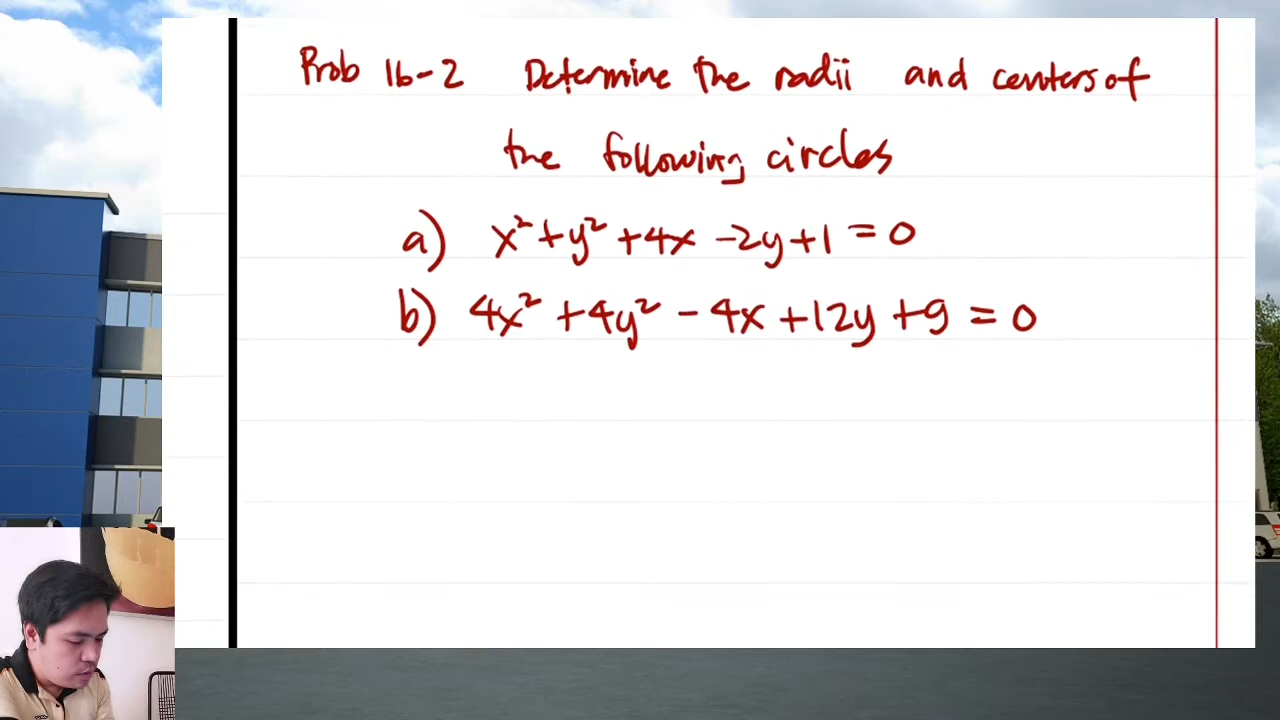 Prob 16-2 Determine the radii and centers of
the following circles
a) x² + y² + 4x - 2y + 1 = 0
b) 4x² + 4y² - 4x + 12y + 9 = 0